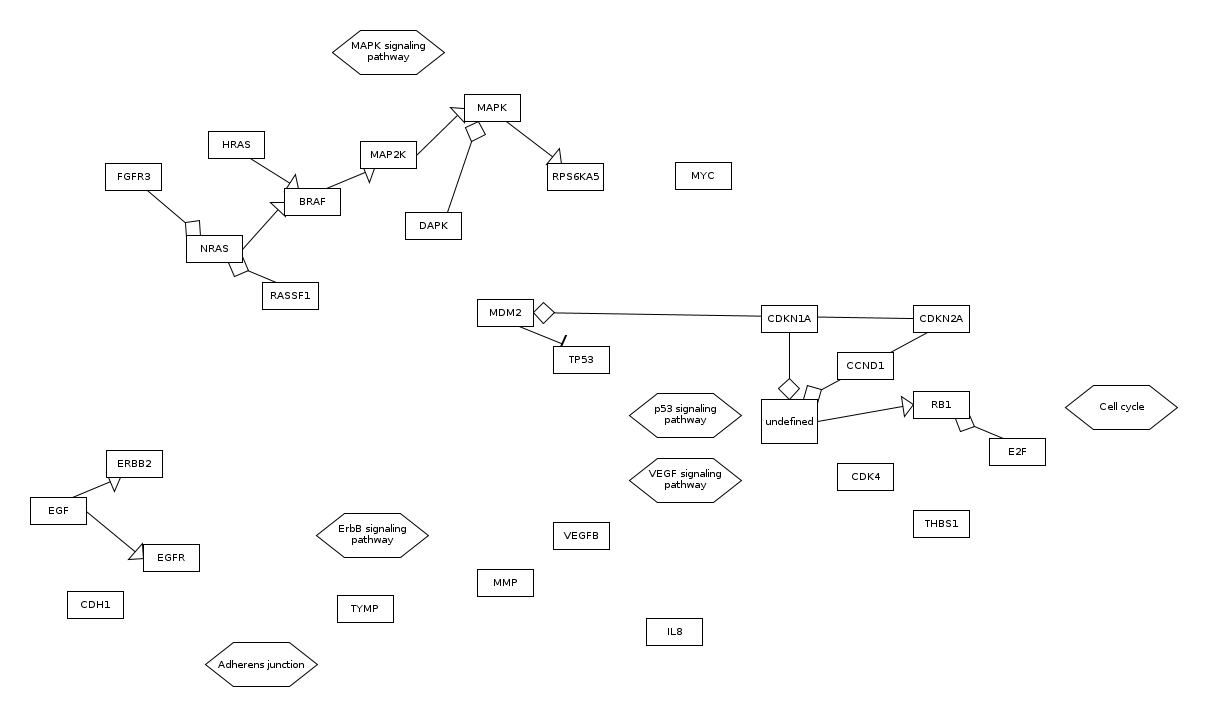 MAPK signaling
pathway
MAPK
HRAS
MAP2K
FGFR3
RPS6KA5
MYC
BRAF
DAPK
NRAS
RASSF1
MDM2
CDKN1A
CDKN2A
TP53
CCND1
p53 signaling
pathway
undefined
RB1
Cell cycle
E2F
ERBB2
VEGF signaling
pathway
CDK4
EGF
ErbB signaling
pathway
VEGFB
THBS1
EGFR
MMP
CDH1
TYMP
IL8
Adherens junction